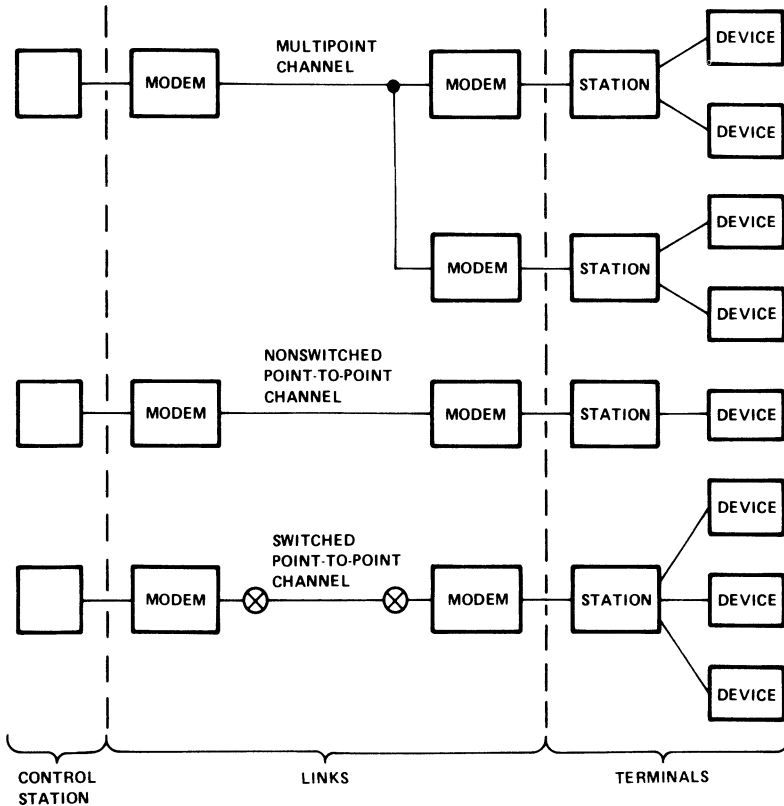 MULTIPOINT
CHANNEL
MODEM
MODEM
STATION
DEVICE
DEVICE
MODEM
STATION
DEVICE
DEVICE
NONSWITCHED
POINT-TO-POINT
CHANNEL
MODEM
MODEM
STATION
DEVICE
SWITCHED
POINT-TO-POINT
CHANNEL
MODEM
MODEM
STATION
DEVICE
DEVICE
DEVICE
CONTROL
STATION
LINKS
TERMINALS